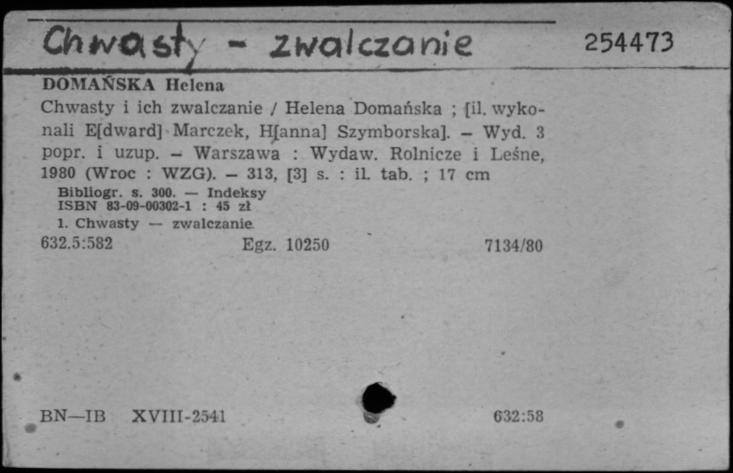 Chwasty - zwalczanie 254473
DOMAŃSKA Helena
Chwasty i ich zwalczanie / Helena Domańska ; [il. wyko-
nali E[dward] Marczek, H[anna] Szymborska]. — Wyd. 3
popr. i uzup. — Warszawa : Wydaw. Rolnicze i Leśne,
1980 (Wroc : WZG). — 313, [3] s. : il. tab. ; 17 cm
Bibliogr. s. 300. — Indeksy
ISBN 83-09-00302-1 : 45 zł
1. Chwasty — zwalczanie
632.5:582 Egz. 10250 7134/80
BN—IB XVIII-2541 632:58